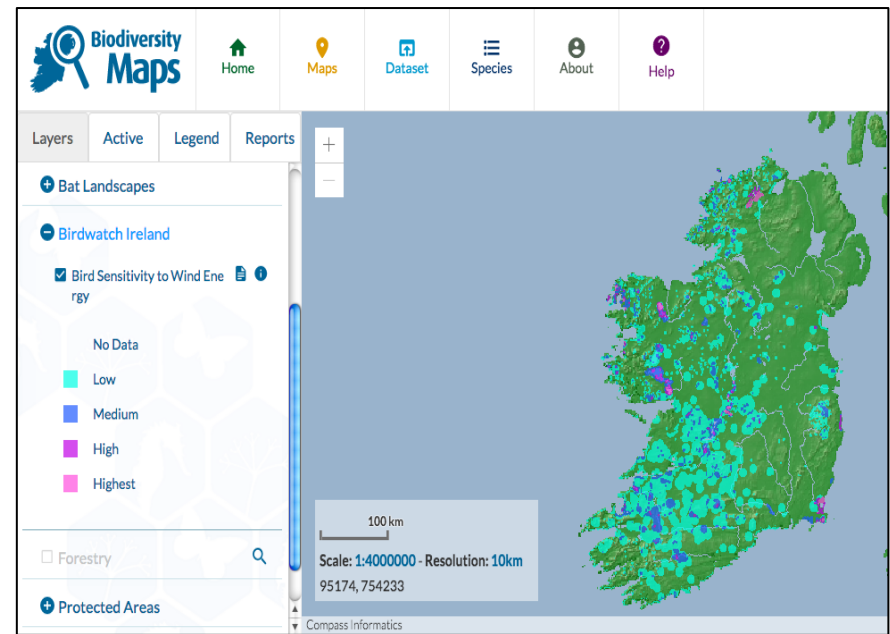 Biodiversity
Maps
Home
Maps
Dataset
Species
About
Help
Layers
Active
Legend
Reports
Bat Landscapes
Birdwatch Ireland
Bird Sensitivity to Wind Ene
rgy
No Data
Low
Medium
High
Highest
Forestry
Protected Areas
+
−
100 km
Scale: 1:4000000 - Resolution: 10km
95174, 754233
Compass Informatics